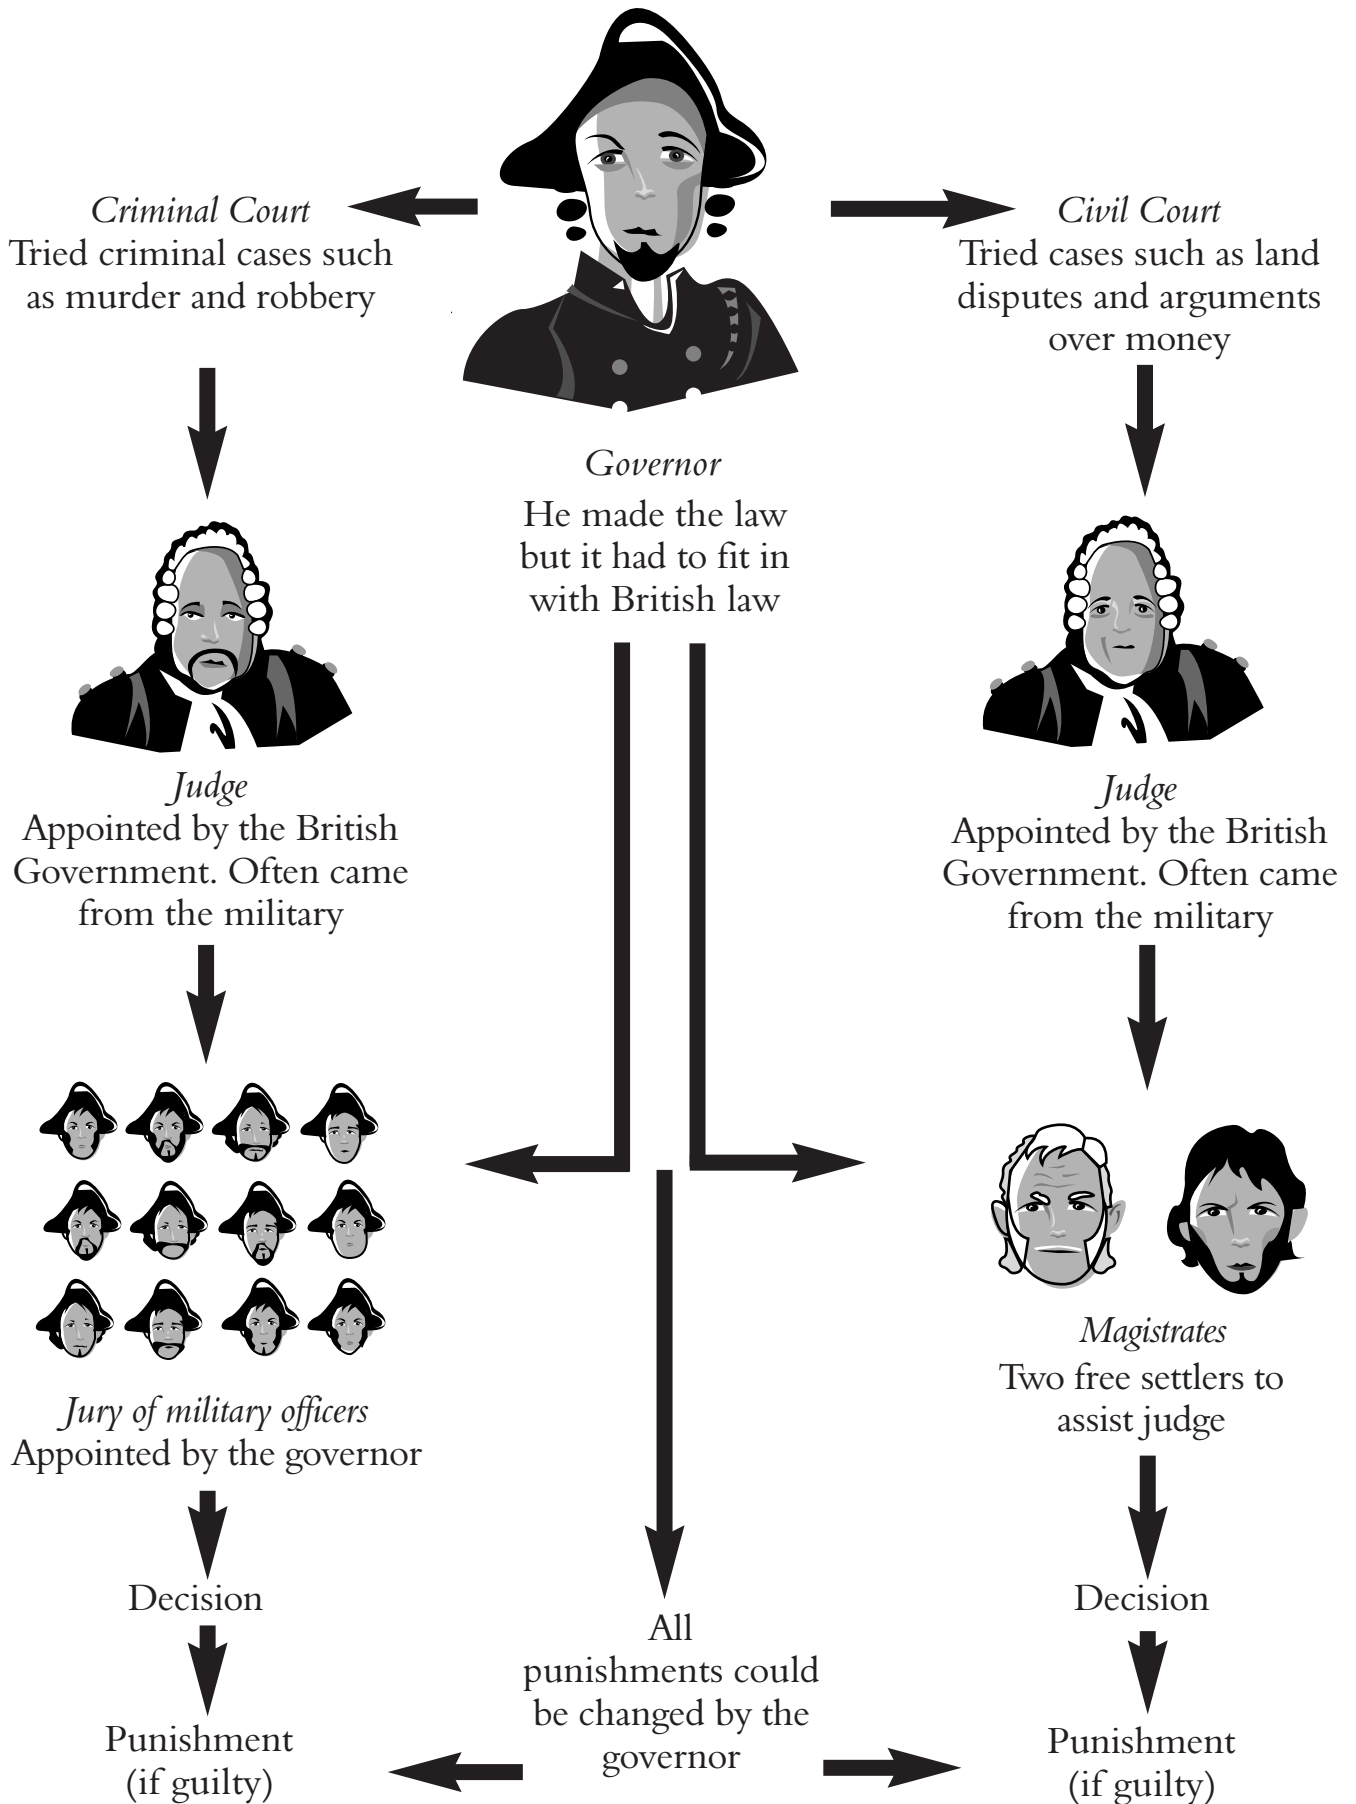 Criminal Court
Tried criminal cases such
as murder and robbery
Civil Court
Tried cases such as land
disputes and arguments
over money
Governor
He made the law
but it had to fit in
with British law
Judge
Appointed by the British
Government. Often came
from the military
Judge
Appointed by the British
Government. Often came
from the military
Jury of military officers
Appointed by the governor
Magistrates
Two free settlers to
assist judge
Decision
Decision
All
punishments could
be changed by the
governor
Punishment
(if guilty)
Punishment
(if guilty)